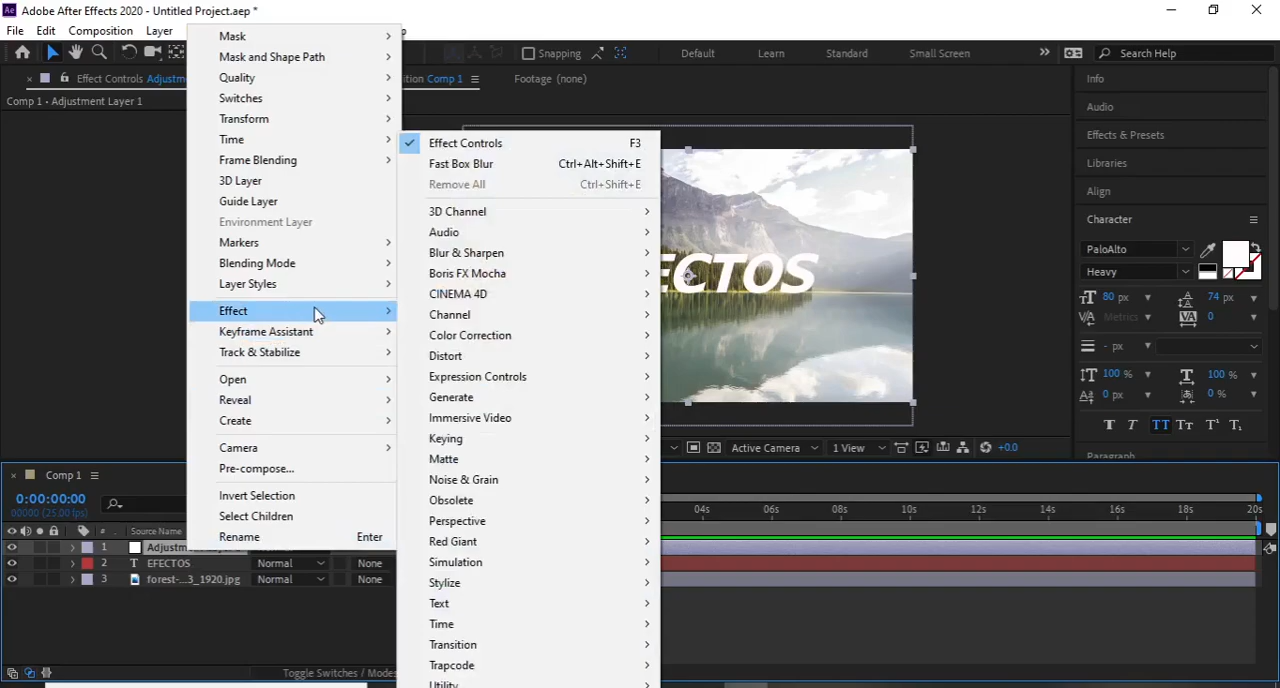 Adobe After Effects 2020 - Untitled Project.aep *
File Edit Composition Layer
Snapping Default Learn Standard Small Screen Search Help
Effect Controls Adjustm
Comp 1
Footage (none)
Comp 1 • Adjustment Layer 1
Mask
Mask and Shape Path
Quality
Switches
Transform
Time
Frame Blending
3D Layer
Guide Layer
Environment Layer
Markers
Blending Mode
Layer Styles
Effect
Keyframe Assistant
Track & Stabilize
Open
Reveal
Create
Camera
Pre-compose...
Invert Selection
Select Children
Rename Enter
Effect Controls F3
Fast Box Blur Ctrl+Alt+Shift+E
Remove All Ctrl+Shift+E
3D Channel
Audio
Blur & Sharpen
Boris FX Mocha
CINEMA 4D
Channel
Color Correction
Distort
Expression Controls
Generate
Immersive Video
Keying
Matte
Noise & Grain
Obsolete
Perspective
Red Giant
Simulation
Stylize
Text
Time
Transition
Trapcode
Utility
ECTOS
Active Camera 1 View +0.0
Info
Audio
Effects & Presets
Libraries
Align
Character
PaloAlto
Heavy
80 px 74 px
Metrics 0
- px
100 % 100 %
0 px 0 %
T T TT Tт T¹ T₁
Paragraph
Comp 1
0:00:00:00
00000 (25.00 fps)
# Source Name
04s 06s 08s 10s 12s 14s 16s 18s 20s
1 Adjustm
2 T EFECTOS Normal None
3 forest-...3_1920.jpg Normal None
Toggle Switches / Modes